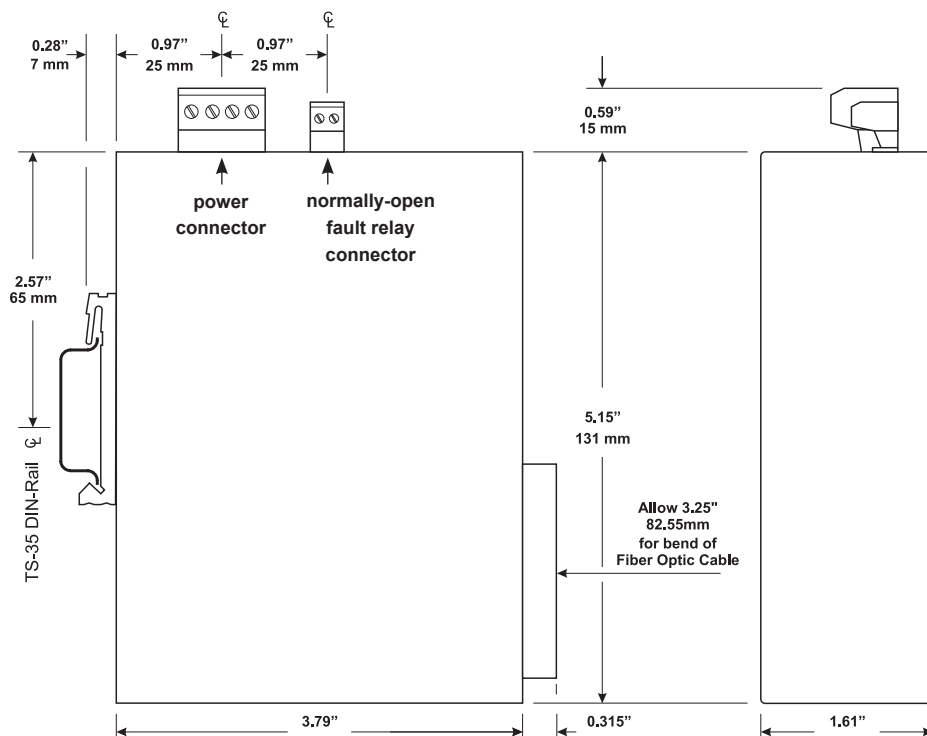 ℄
℄
0.28”
7 mm
0.97”
25 mm
0.97”
25 mm
0.59”
15 mm
power
connector
normally-open
fault relay
connector
2.57”
65 mm
5.15”
131 mm
TS-35 DIN-Rail ℄
Allow 3.25"
82.55mm
for bend of
Fiber Optic Cable
3.79”
0.315”
1.61”